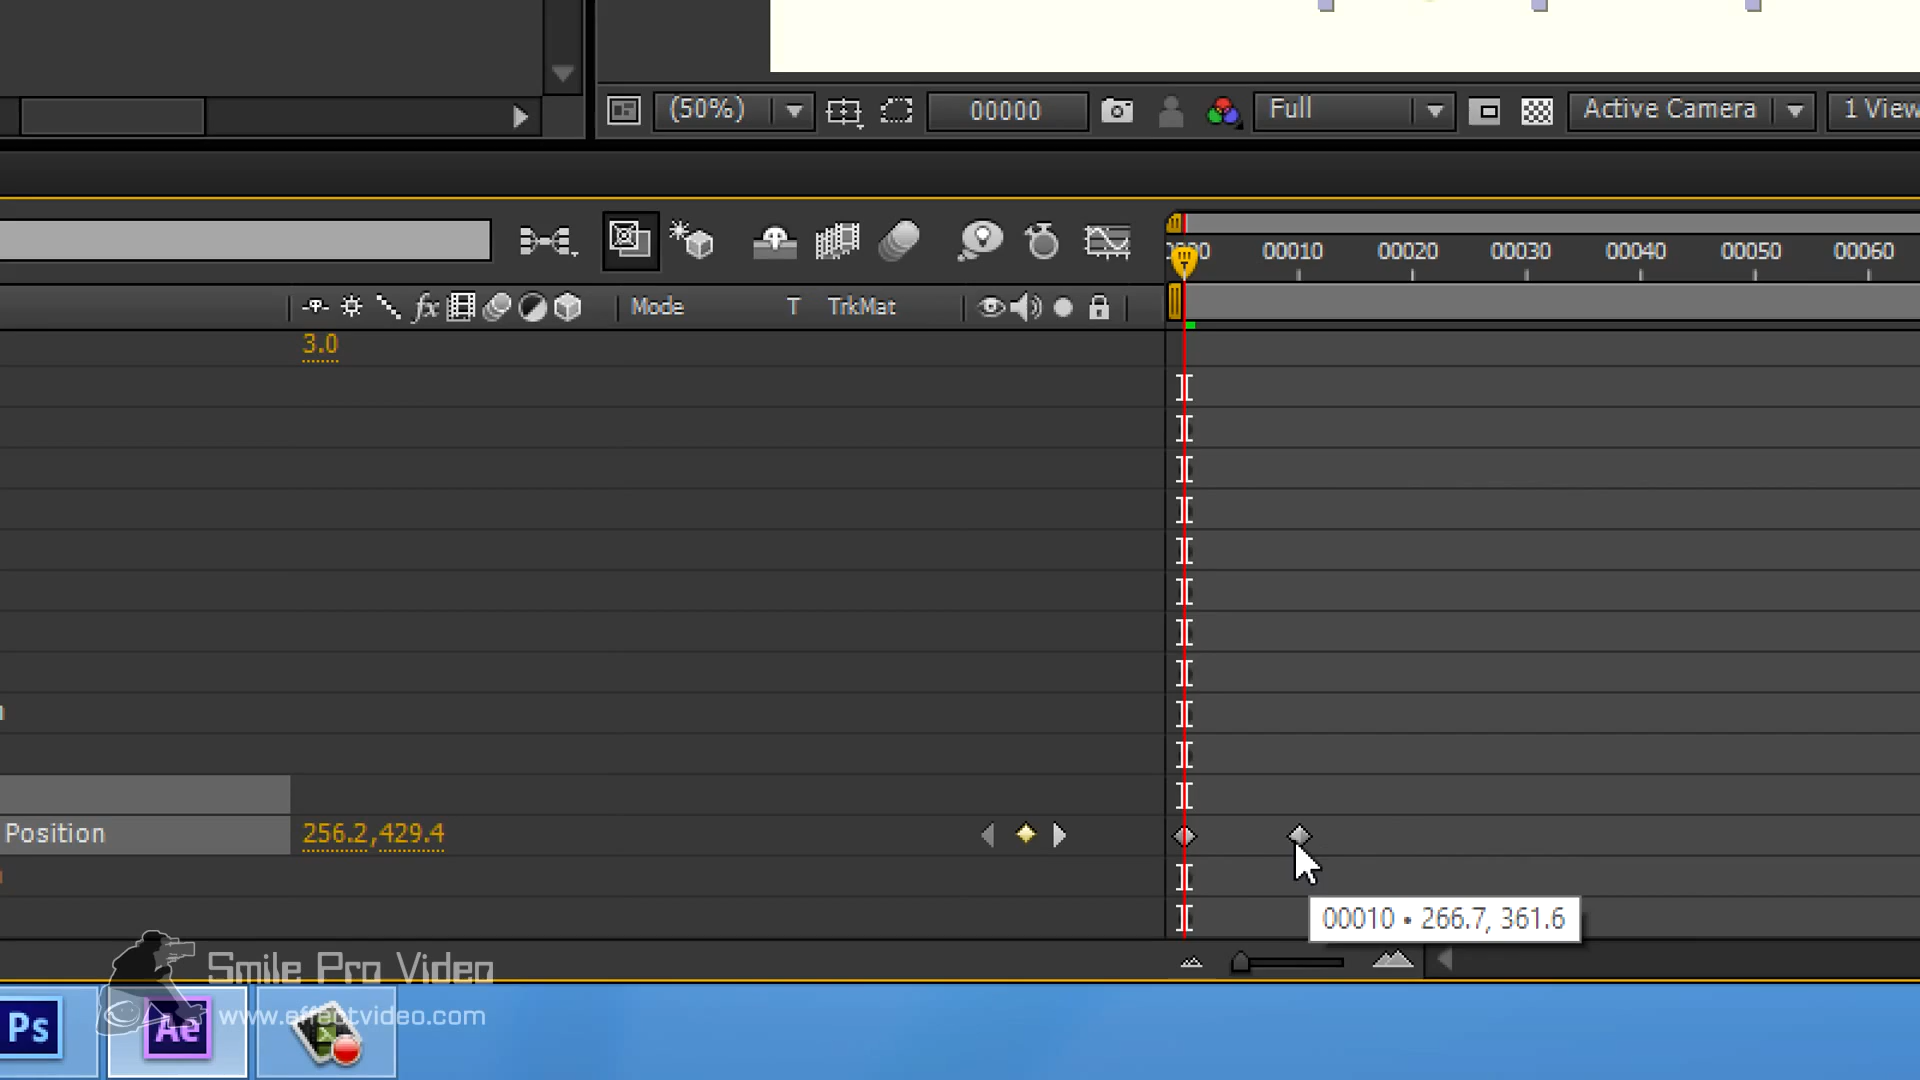 (50%) 00000 Full Active Camera 1 View
00010 00020 00030 00040 00050 00060
fx Mode T TrkMat
3.0
Position 256.2,429.4
00010 • 266.7, 361.6
Smile Pro Video
www.effectvideo.com
Ps Ae